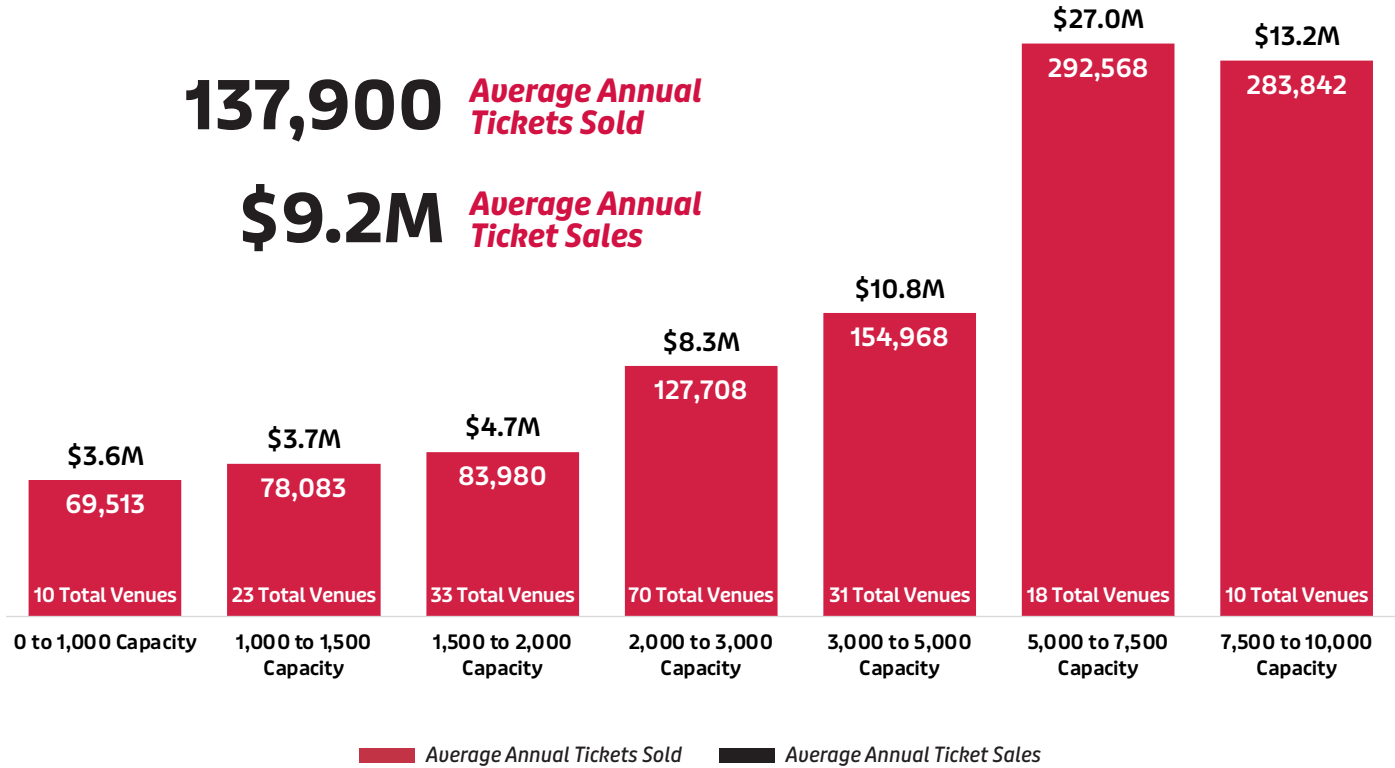 137,900
Average Annual
Tickets Sold
$9.2M
Average Annual
Ticket Sales
$3.6M
69,513
10 Total Venues
0 to 1,000 Capacity
$3.7M
78,083
23 Total Venues
1,000 to 1,500
Capacity
$4.7M
83,980
33 Total Venues
1,500 to 2,000
Capacity
$8.3M
127,708
70 Total Venues
2,000 to 3,000
Capacity
$10.8M
154,968
31 Total Venues
3,000 to 5,000
Capacity
$27.0M
292,568
18 Total Venues
5,000 to 7,500
Capacity
$13.2M
283,842
10 Total Venues
7,500 to 10,000
Capacity
Average Annual Tickets Sold
Average Annual Ticket Sales